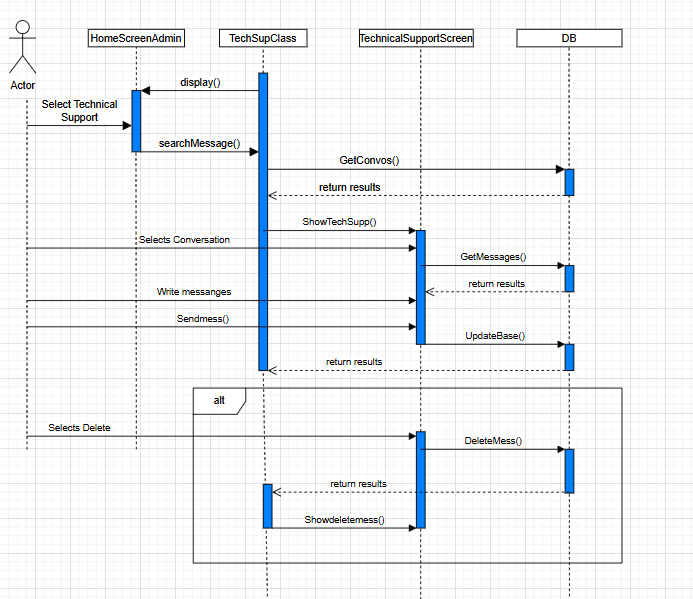 HomeScreenAdmin
TechSupClass
TechnicalSupportScreen
DB
Actor
display()
Select Technical
Support
searchMessage()
GetConvos()
return results
ShowTechSupp()
Selects Conversation
GetMessages()
return results
Write messanges
Sendmess()
UpdateBase()
return results
alt
Selects Delete
DeleteMess()
return results
Showdeletemess()